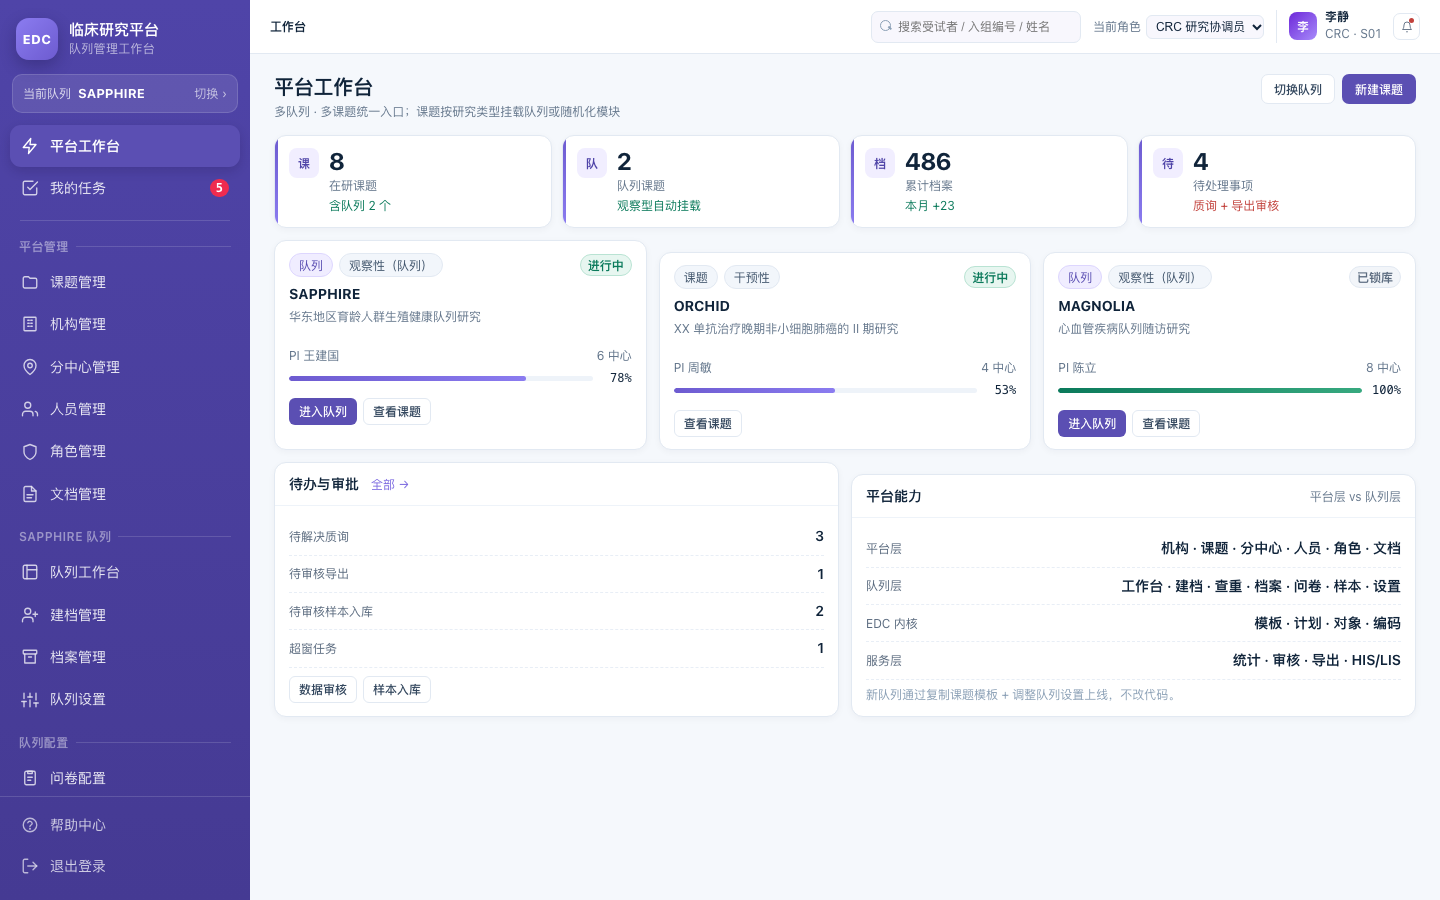 EDC
临床研究平台
队列管理工作台
当前队列 SAPPHIRE 切换 ›
平台工作台
我的任务 5
平台管理
课题管理
机构管理
分中心管理
人员管理
角色管理
文档管理
SAPPHIRE 队列
队列工作台
建档管理
档案管理
队列设置
队列配置
问卷配置
帮助中心
退出登录
工作台
搜索受试者 / 入组编号 / 姓名
当前角色 CRC 研究协调员
李
李静
CRC · S01
平台工作台
多队列 · 多课题统一入口；课题按研究类型挂载队列或随机化模块
切换队列 新建课题
课 8
在研课题
含队列 2 个
队 2
队列课题
观察型自动挂载
档 486
累计档案
本月 +23
待 4
待处理事项
质询 + 导出审核
队列 观察性（队列） 进行中
SAPPHIRE
华东地区育龄人群生殖健康队列研究
PI 王建国 6 中心
78%
进入队列 查看课题
课题 干预性 进行中
ORCHID
XX 单抗治疗晚期非小细胞肺癌的 II 期研究
PI 周敏 4 中心
53%
查看课题
队列 观察性（队列） 已锁库
MAGNOLIA
心血管疾病队列随访研究
PI 陈立 8 中心
100%
进入队列 查看课题
待办与审批 全部 →
待解决质询 3
待审核导出 1
待审核样本入库 2
超窗任务 1
数据审核 样本入库
平台能力 平台层 vs 队列层
平台层 机构 · 课题 · 分中心 · 人员 · 角色 · 文档
队列层 工作台 · 建档 · 查重 · 档案 · 问卷 · 样本 · 设置
EDC 内核 模板 · 计划 · 对象 · 编码
服务层 统计 · 审核 · 导出 · HIS/LIS
新队列通过复制课题模板 + 调整队列设置上线，不改代码。